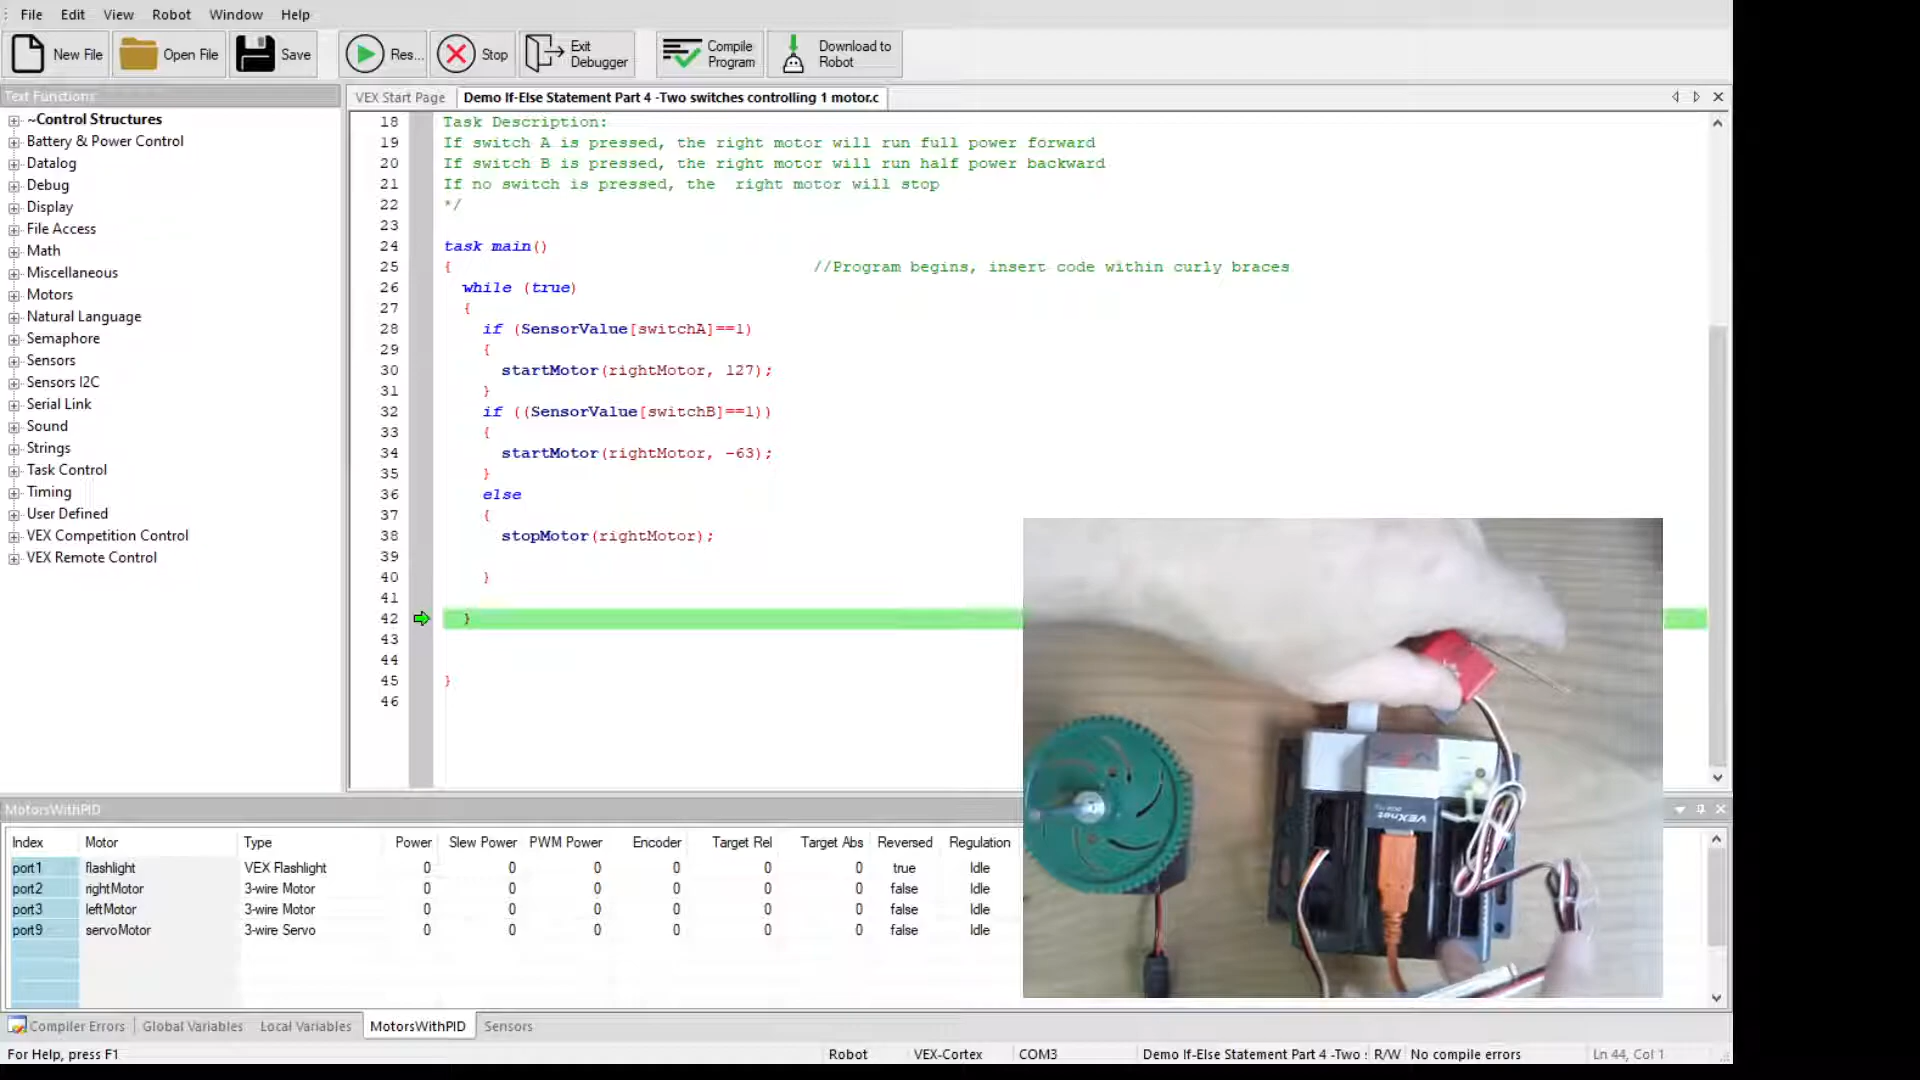 File Edit View Robot Window Help
New File Open File Save Res... Stop Exit Debugger Compile Program Download to Robot
Text Functions
~Control Structures
Battery & Power Control
Datalog
Debug
Display
File Access
Math
Miscellaneous
Motors
Natural Language
Semaphore
Sensors
Sensors I2C
Serial Link
Sound
Strings
Task Control
Timing
User Defined
VEX Competition Control
VEX Remote Control
VEX Start Page Demo If-Else Statement Part 4 -Two switches controlling 1 motor.c
18 Task Description:
19 If switch A is pressed, the right motor will run full power forward
20 If switch B is pressed, the right motor will run half power backward
21 If no switch is pressed, the  right motor will stop
22 */
23
24 task main()
25 { //Program begins, insert code within curly braces
26 while (true)
27 {
28 if (SensorValue[switchA]==1)
29 {
30 startMotor(rightMotor, 127);
31 }
32 if ((SensorValue[switchB]==1))
33 {
34 startMotor(rightMotor, -63);
35 }
36 else
37 {
38 stopMotor(rightMotor);
39
40 }
41
42 }
43
44
45 }
46
VEXnet
MotorsWithPID
Index Motor Type Power Slew Power PWM Power Encoder Target Rel Target Abs Reversed Regulation
port1 flashlight VEX Flashlight 0 0 0 0 0 0 true Idle
port2 rightMotor 3-wire Motor 0 0 0 0 0 0 false Idle
port3 leftMotor 3-wire Motor 0 0 0 0 0 0 false Idle
port9 servoMotor 3-wire Servo 0 0 0 0 0 0 false Idle
Compiler Errors Global Variables Local Variables MotorsWithPID Sensors
For Help, press F1 Robot VEX-Cortex COM3 Demo If-Else Statement Part 4 -Two : R/W No compile errors Ln 44, Col 1